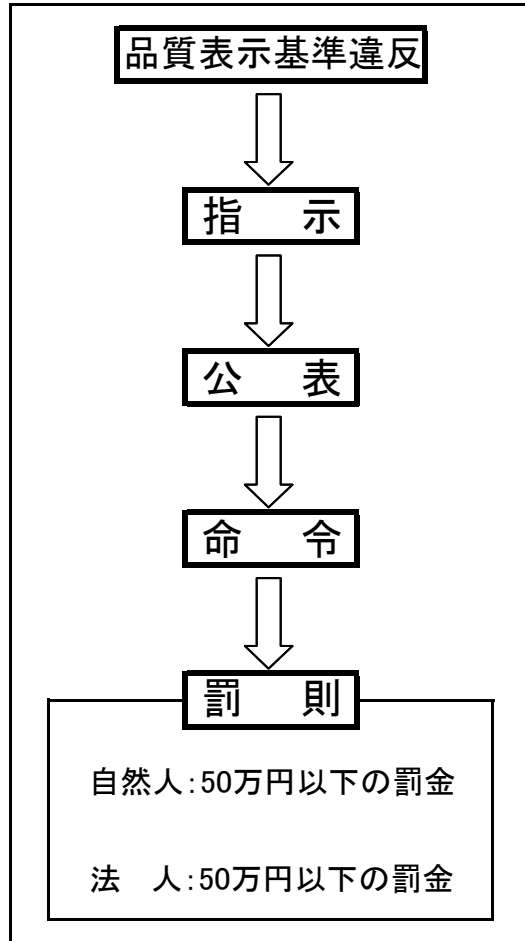 品質表示基準違反
指　示
公　表
命　令
罰　則
自然人：50万円以下の罰金
法　人：50万円以下の罰金